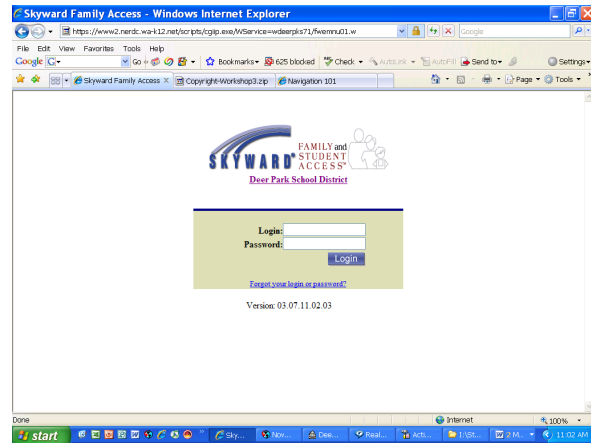 Skyward Family Access - Windows Internet Explorer
https://www2.nerdc.wa-k12.net/scripts/cgiip.exe/WService=wdeerpks71/fwemnu01.w
Google
File Edit View Favorites Tools Help
Google G Go Bookmarks 625 blocked Check AutoLink AutoFill Send to Settings
Skyward Family Access Copyright-Workshop3.zip Navigation 101 Page Tools
SKYWARD® FAMILY and
STUDENT
ACCESS
Deer Park School District
Login:
Password:
Login
Forgot your login or password?
Version: 03.07.11.02.03
Done Internet 100%
start Sky... Nov... Dee... Real... Acti... I:\St... 2 M... 11:02 AM